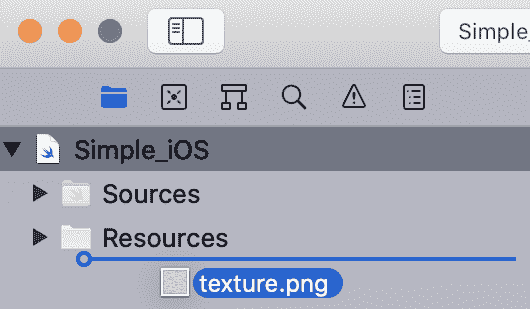 Simple_
Simple_iOS
Sources
Resources
texture.png